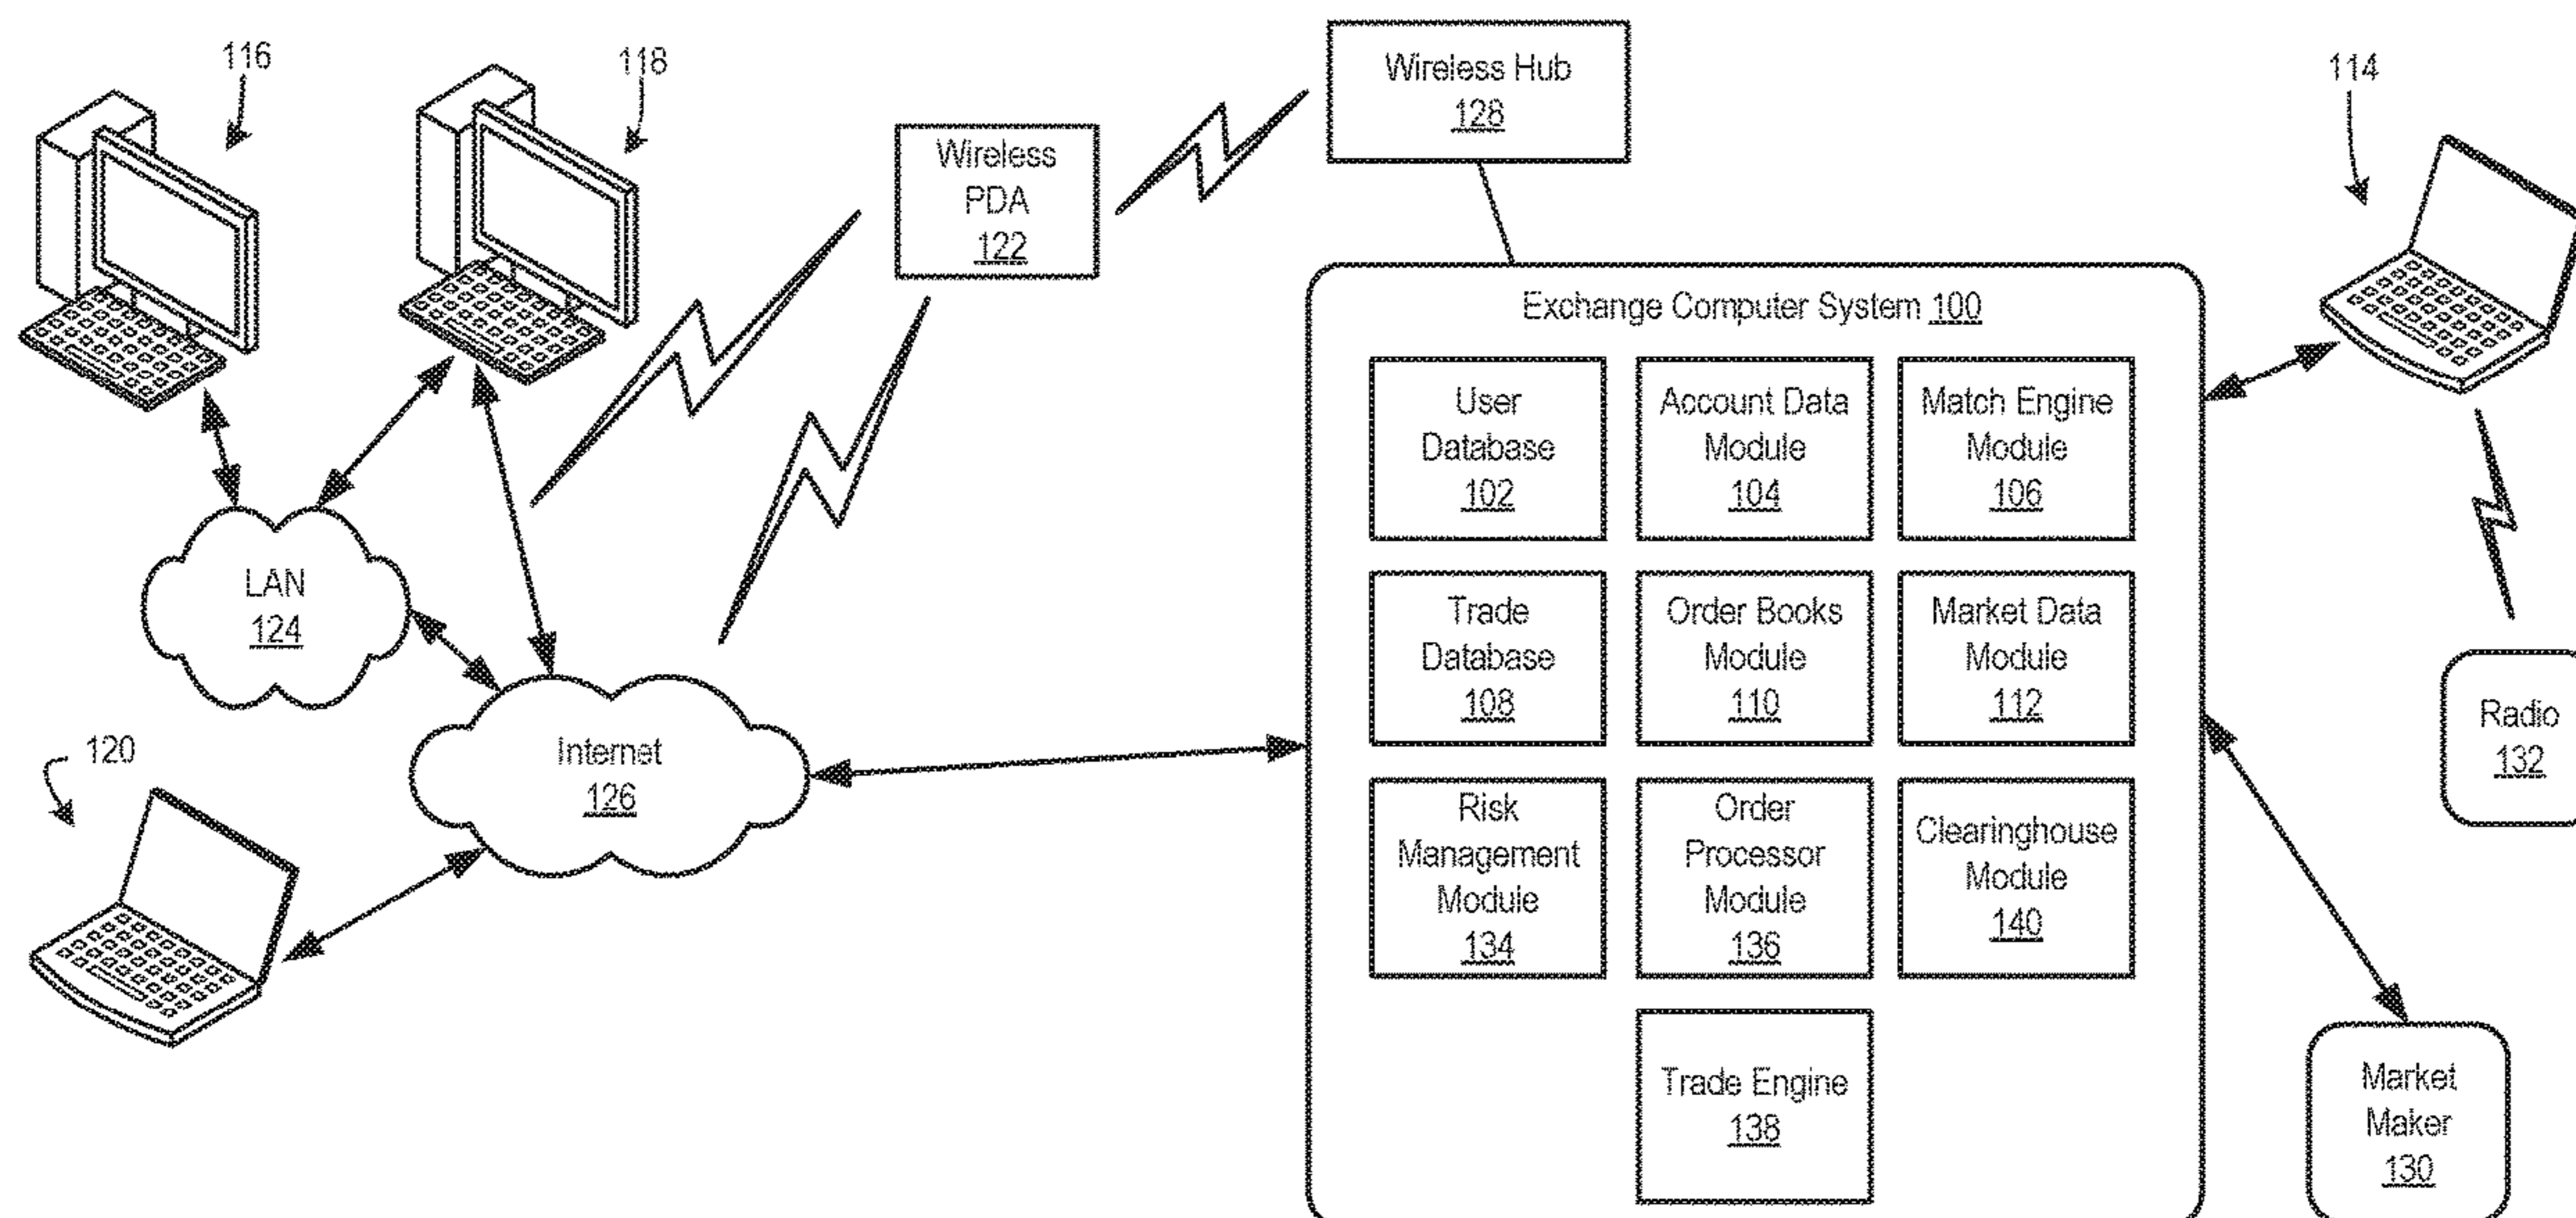 116
118
Wireless Hub
128
114
Wireless
PDA
122
Exchange Computer System 100
User
Database
102
Account Data
Module
104
Match Engine
Module
106
LAN
124
Trade
Database
108
Order Books
Module
110
Market Data
Module
112
Radio
132
120
Internet
126
Risk
Management
Module
134
Order
Processor
Module
136
Clearinghouse
Module
140
Trade Engine
138
Market
Maker
130